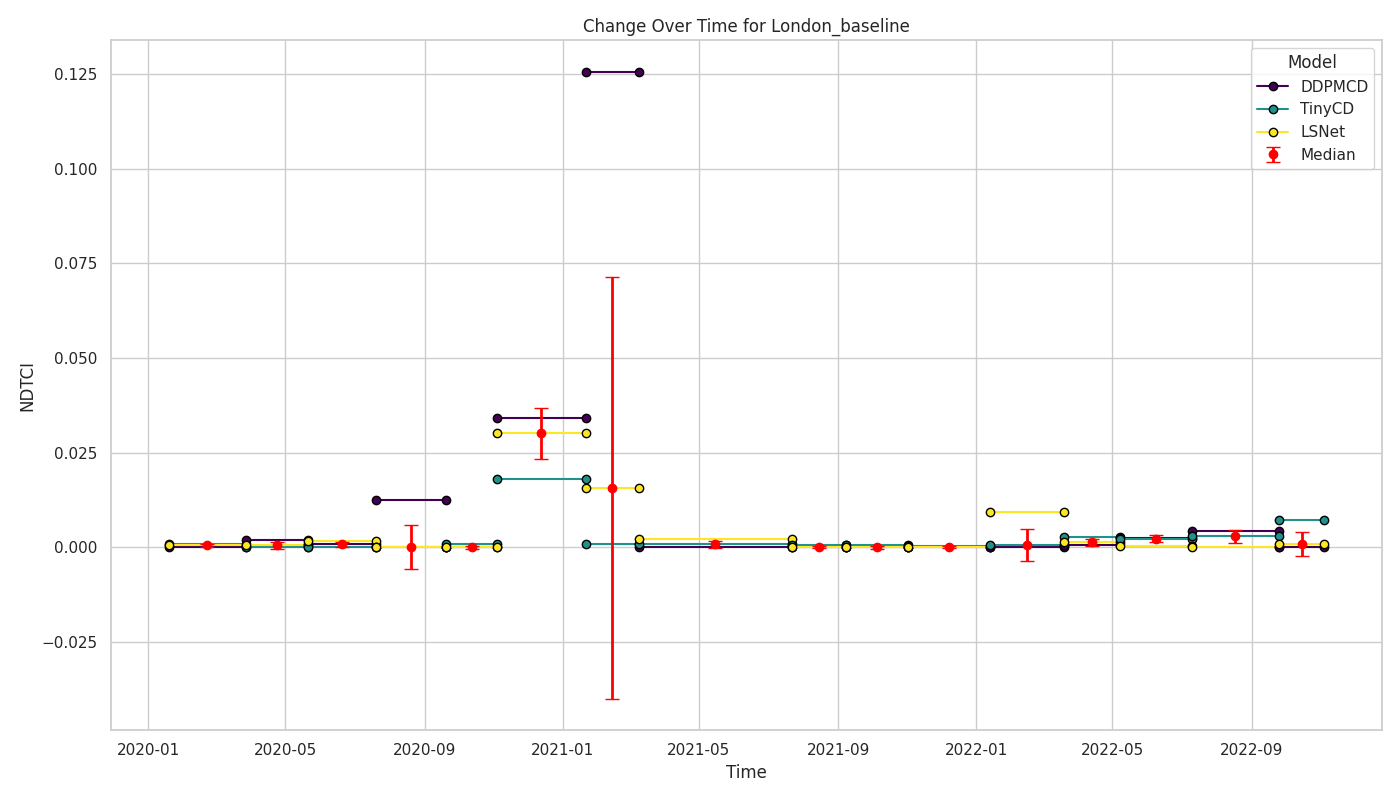 Change Over Time for London_baseline
Model
DDPMCD
TinyCD
LSNet
Median
0.125
0.100
0.075
0.050
0.025
0.000
−0.025
NDTCI
2020-01
2020-05
2020-09
2021-01
2021-05
2021-09
2022-01
2022-05
2022-09
Time